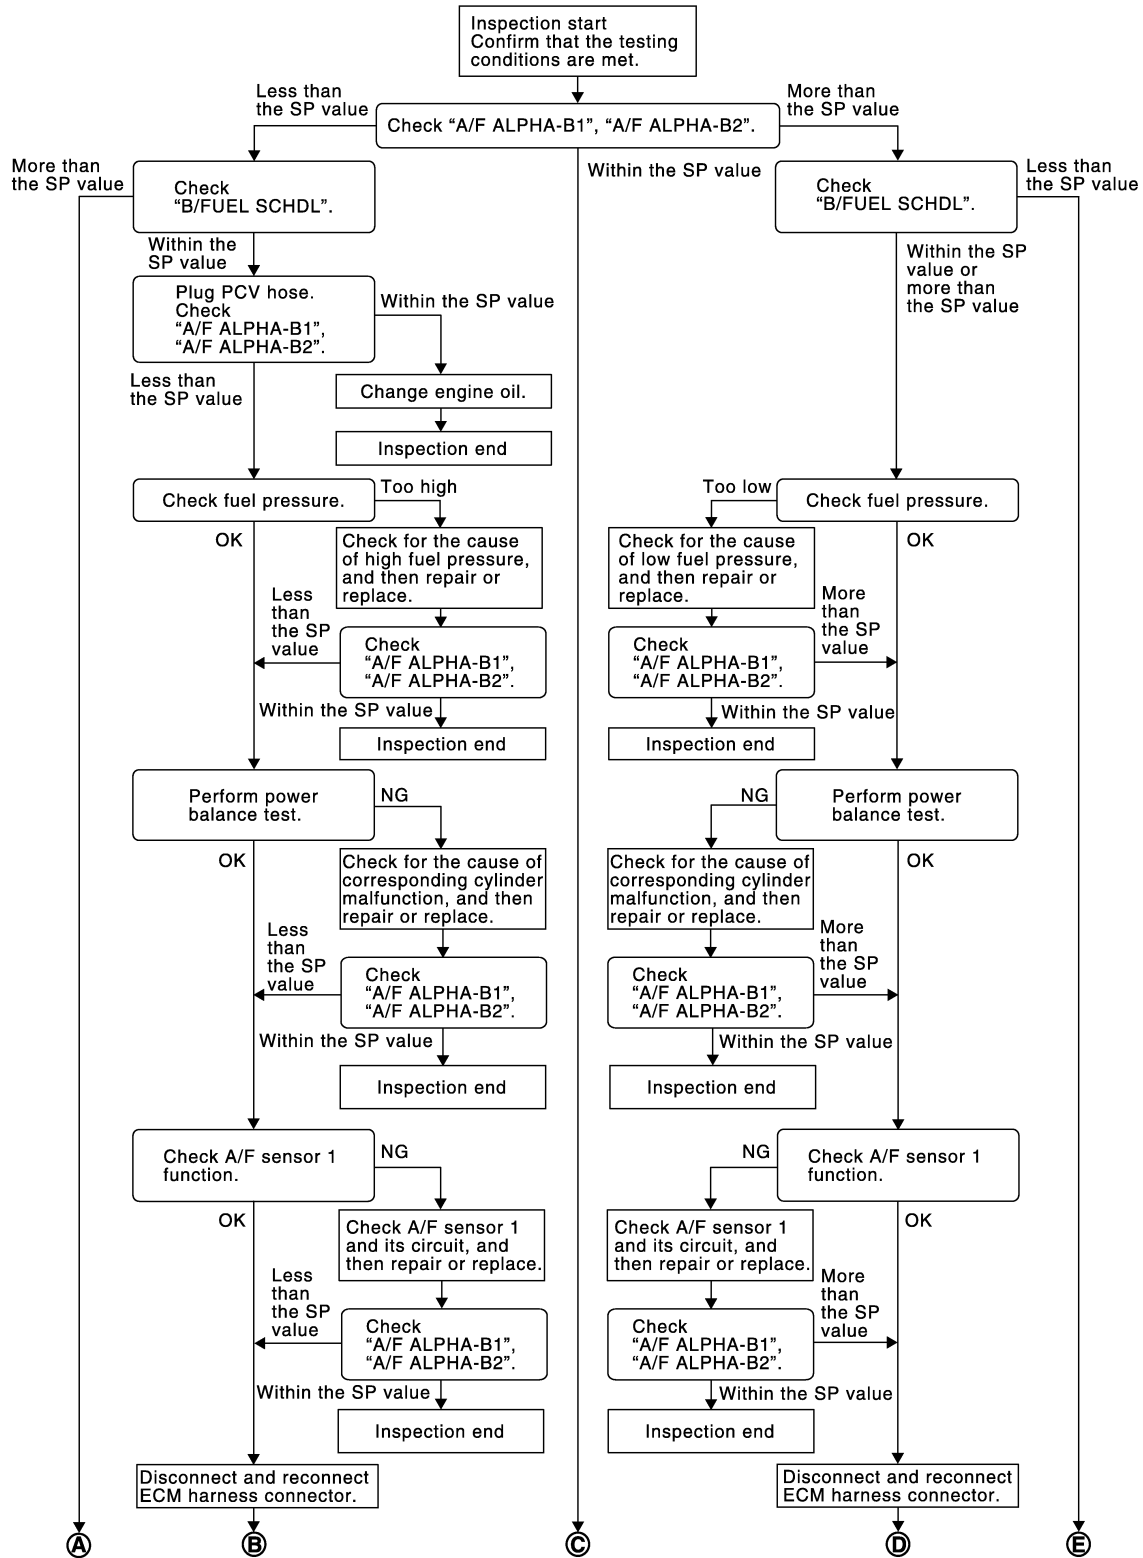 Inspection start
Confirm that the testing
conditions are met.
Less than
the SP value
More than
the SP value
Check “A/F ALPHA-B1”, “A/F ALPHA-B2”.
More than
the SP value
Check
“B/FUEL SCHDL”.
Within the SP value
Check
“B/FUEL SCHDL”.
Less than
the SP value
Within the
SP value
Within the SP
value or
more than
the SP value
Plug PCV hose.
Check
“A/F ALPHA-B1”,
“A/F ALPHA-B2”.
Within the SP value
Less than
the SP value
Change engine oil.
Inspection end
Check fuel pressure.
Too high
Too low
Check fuel pressure.
OK
Check for the cause
of high fuel pressure,
and then repair or
replace.
Check for the cause
of low fuel pressure,
and then repair or
replace.
OK
Less
than
the SP
value
Check
“A/F ALPHA-B1”,
“A/F ALPHA-B2”.
Check
“A/F ALPHA-B1”,
“A/F ALPHA-B2”.
More
than
the SP
value
Within the SP value
Within the SP value
Inspection end
Inspection end
Perform power
balance test.
NG
NG
Perform power
balance test.
OK
Check for the cause of
corresponding cylinder
malfunction, and then
repair or replace.
Check for the cause of
corresponding cylinder
malfunction, and then
repair or replace.
OK
Less
than
the SP
value
Check
“A/F ALPHA-B1”,
“A/F ALPHA-B2”.
Check
“A/F ALPHA-B1”,
“A/F ALPHA-B2”.
More
than
the SP
value
Within the SP value
Within the SP value
Inspection end
Inspection end
Check A/F sensor 1
function.
NG
NG
Check A/F sensor 1
function.
OK
Check A/F sensor 1
and its circuit, and
then repair or replace.
Check A/F sensor 1
and its circuit, and
then repair or replace.
OK
Less
than
the SP
value
Check
“A/F ALPHA-B1”,
“A/F ALPHA-B2”.
Check
“A/F ALPHA-B1”,
“A/F ALPHA-B2”.
More
than
the SP
value
Within the SP value
Within the SP value
Inspection end
Inspection end
Disconnect and reconnect
ECM harness connector.
Disconnect and reconnect
ECM harness connector.
A
B
C
D
E